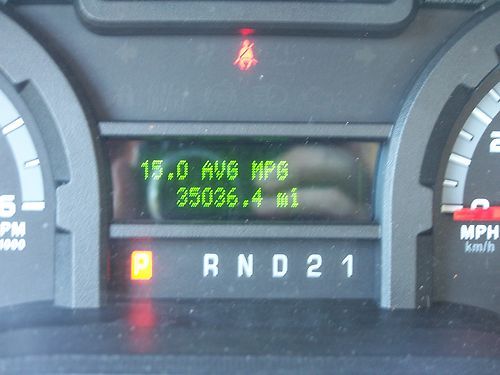 15.0 AVG MPG
35036.4 mi
P R N D 2 1
MPH
km/h